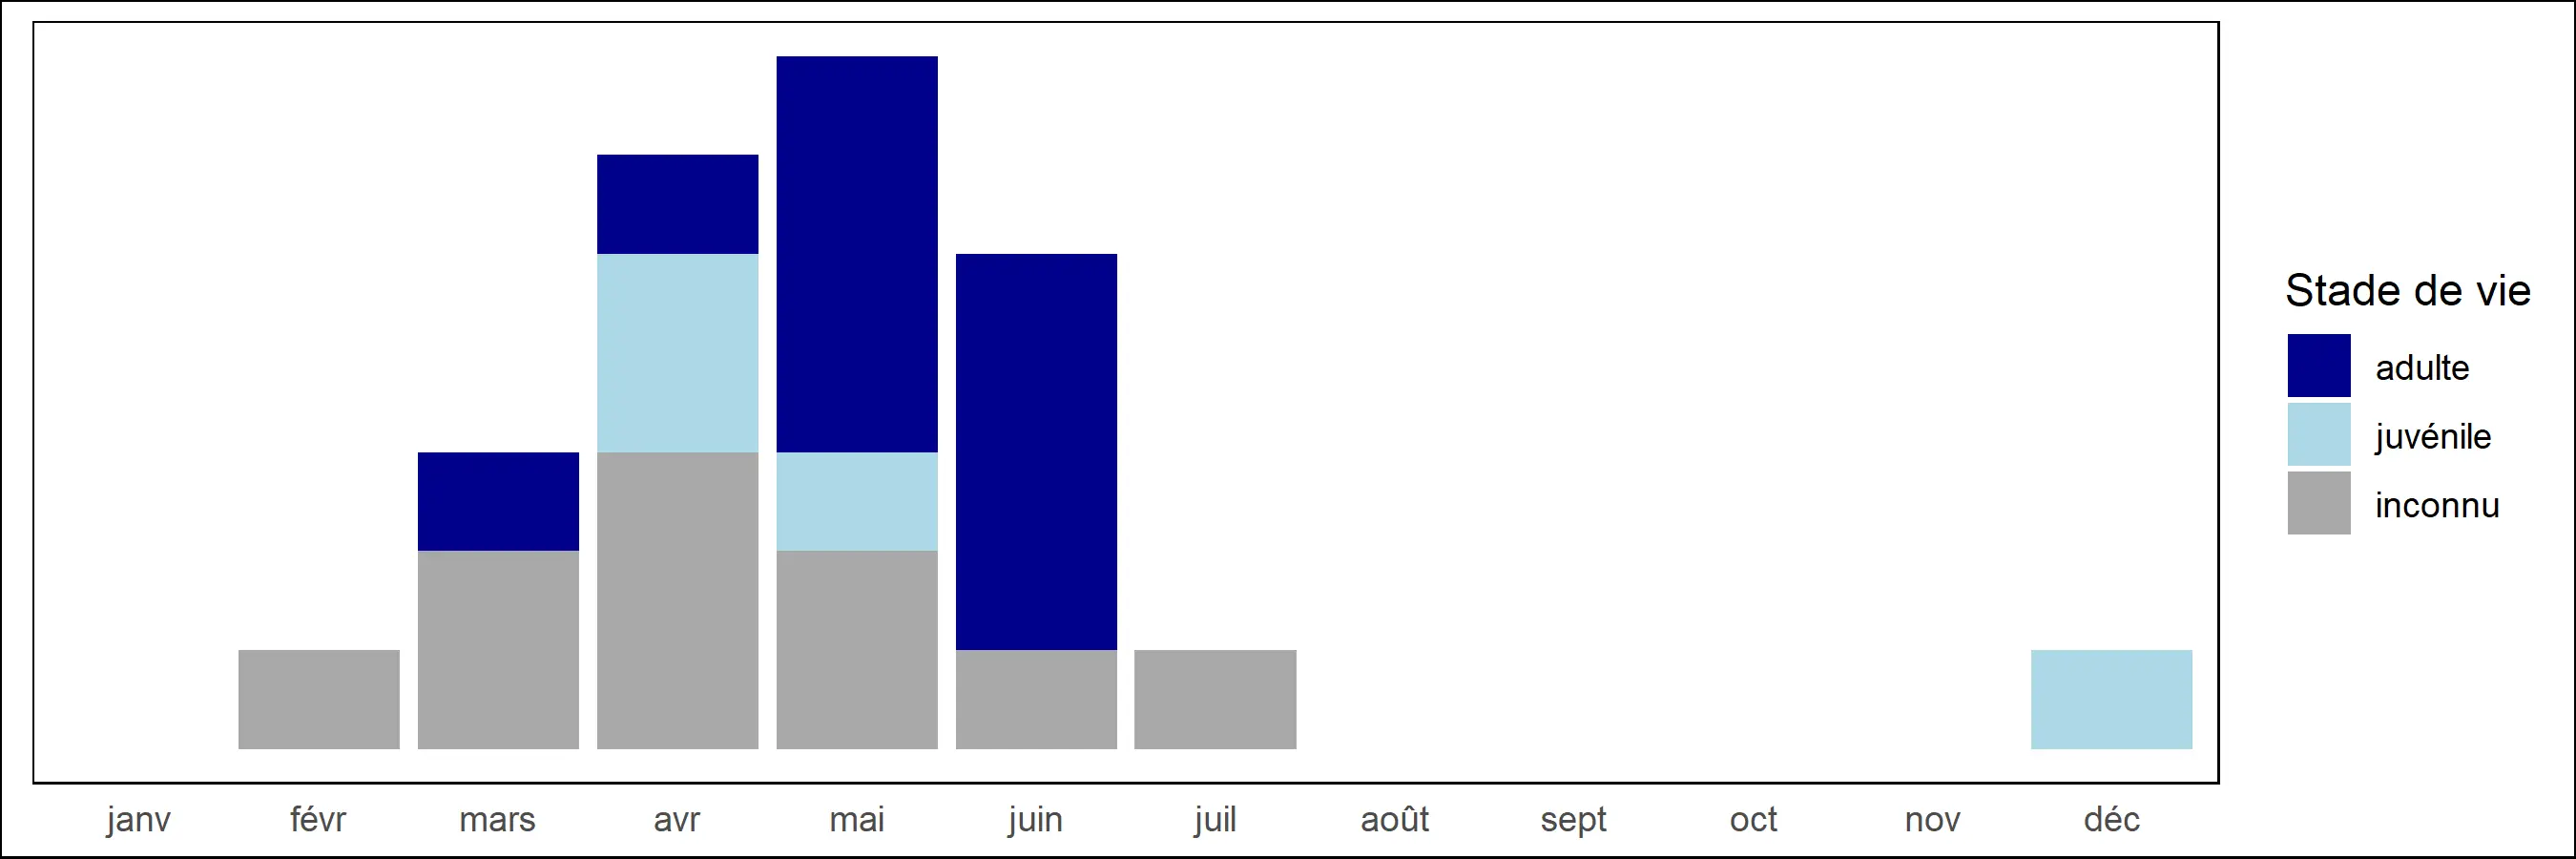 Stade de vie
adulte
juvénile
inconnu
janv févr mars avr mai juin juil août sept oct nov déc